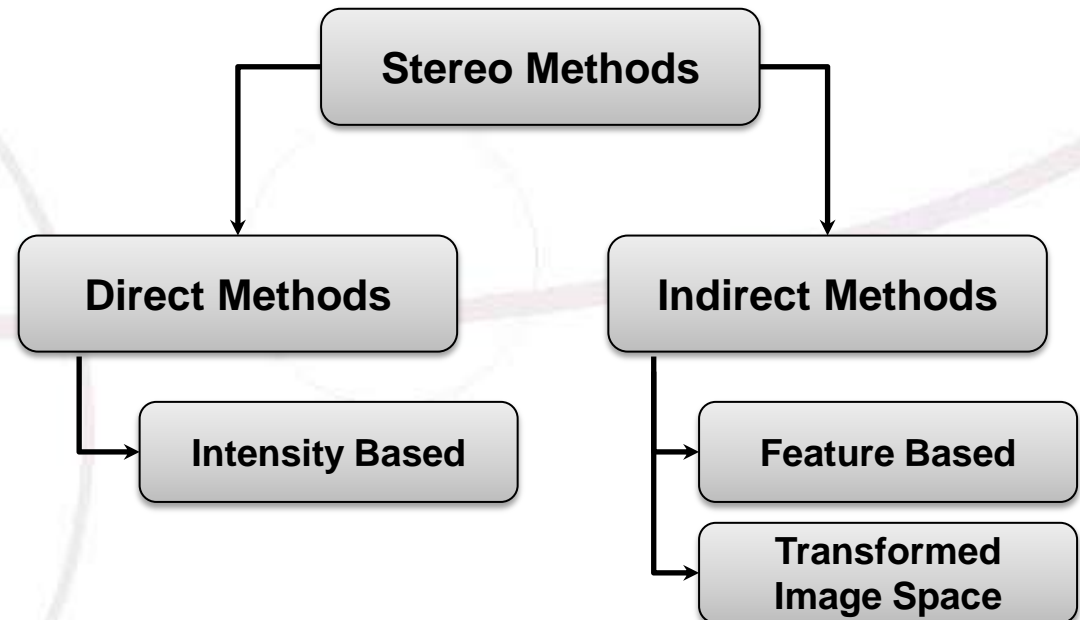 Stereo Methods
Direct Methods
Indirect Methods
Intensity Based
Feature Based
Transformed
Image Space